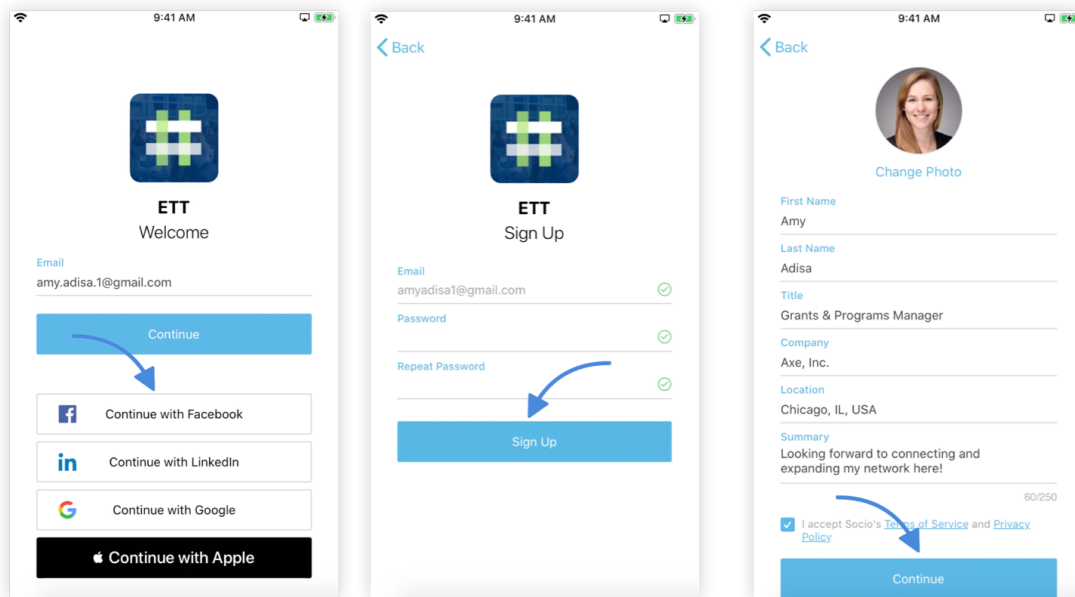 9:41 AM
ETT
Welcome
Email
amy.adisa.1@gmail.com
Continue
Continue with Facebook
Continue with LinkedIn
Continue with Google
Continue with Apple
9:41 AM
Back
ETT
Sign Up
Email
amyadisa1@gmail.com
Password
Repeat Password
Sign Up
9:41 AM
Back
Change Photo
First Name
Amy
Last Name
Adisa
Title
Grants & Programs Manager
Company
Axe, Inc.
Location
Chicago, IL, USA
Summary
Looking forward to connecting and
expanding my network here!
60/250
I accept Socio's Terms of Service and Privacy
Policy
Continue